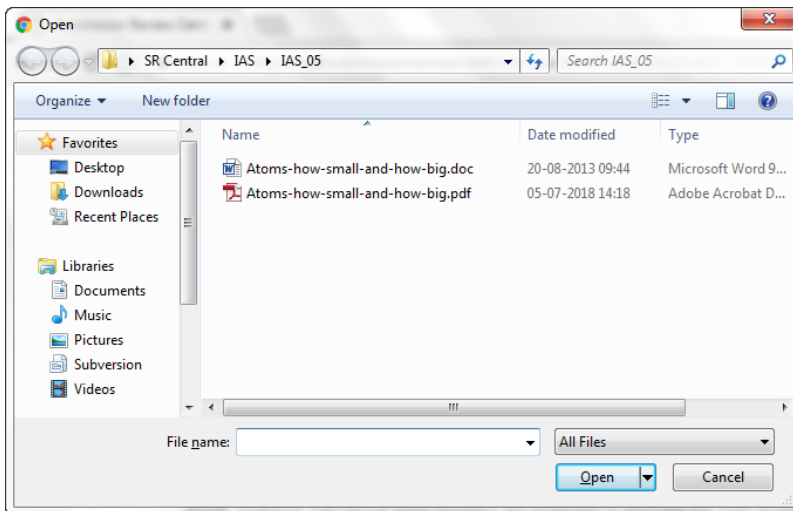 Open
SR Central ▸ IAS ▸ IAS_05
Search IAS_05
Organize
New folder
Favorites
Desktop
Downloads
Recent Places
Libraries
Documents
Music
Pictures
Subversion
Videos
Name Date modified Type
Atoms-how-small-and-how-big.doc 20-08-2013 09:44 Microsoft Word 9...
Atoms-how-small-and-how-big.pdf 05-07-2018 14:18 Adobe Acrobat D...
File name:
All Files
Open
Cancel